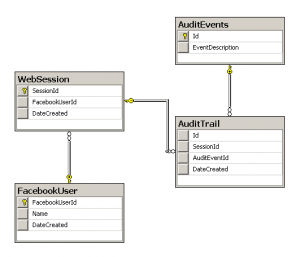 AuditEvents
Id
EventDescription
WebSession
SessionId
FacebookUserId
DateCreated
AuditTrail
Id
SessionId
AuditEventId
DateCreated
FacebookUser
FacebookUserId
Name
DateCreated